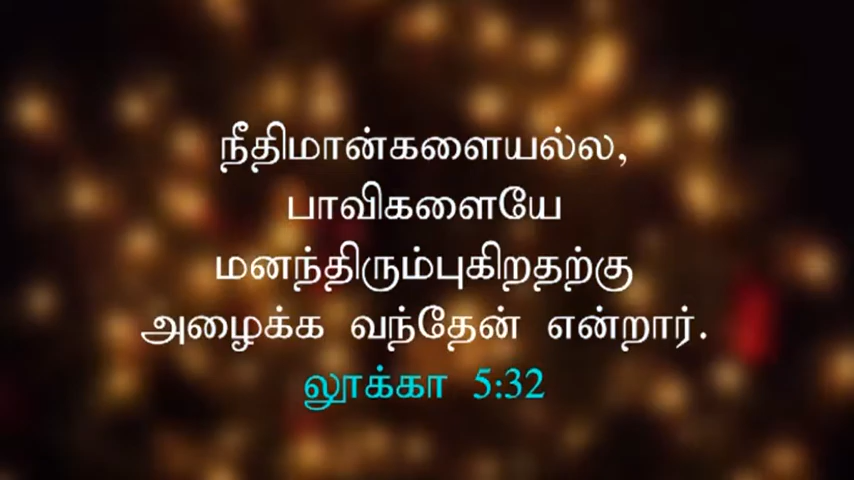 நீதிமான்களையல்ல,
பாவிகளையே
மனந்திரும்புகிறதற்கு
அழைக்க வந்தேன் என்றார்.
லூக்கா 5:32